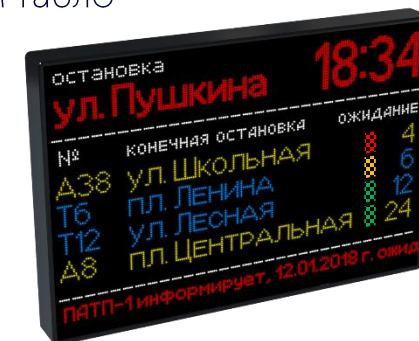 табло
остановка
18:34
ул. Пушкина
№ конечная остановка ожидание
А38 ул. Школьная 4
Т6 пл. Ленина 6
Т12 ул. Лесная 12
А8 пл. Центральная 24
ПАТП-1 информирует, 12.01.2018 г. ожид